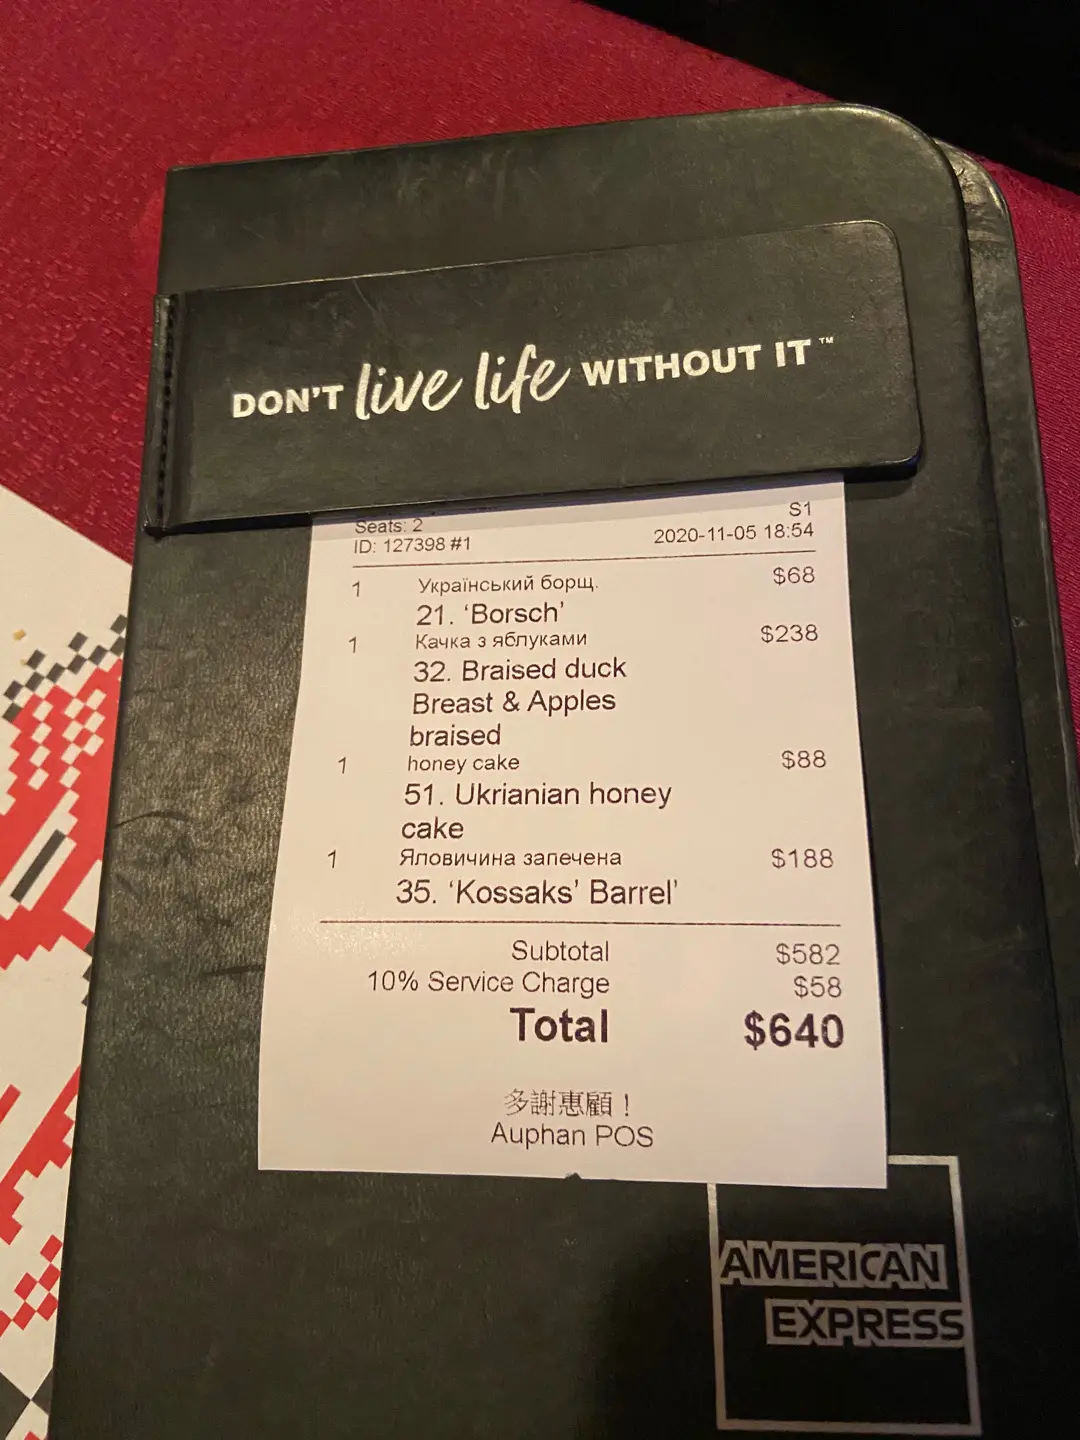 DON'T live life WITHOUT IT™
Seats: 2 S1
ID: 127398 #1 2020-11-05 18:54
1 Український борщ. $68
21. ‘Borsch’
1 Качка з яблуками $238
32. Braised duck
Breast & Apples
braised
1 honey cake $88
51. Ukrianian honey
cake
1 Яловичина запечена $188
35. ‘Kossaks’ Barrel’
Subtotal $582
10% Service Charge $58
Total $640
多謝惠顧！
Auphan POS
AMERICAN
EXPRESS